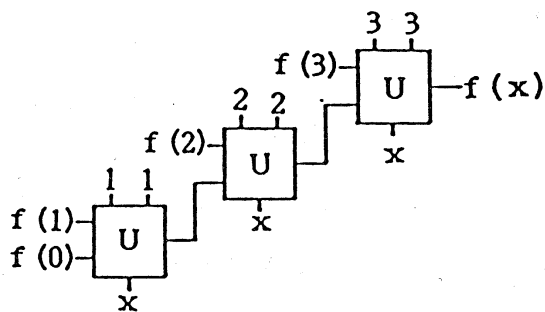 3 3
f (3)
U
f (x)
x
2 2
f (2)
U
x
1 1
f (1)
U
f (0)
x